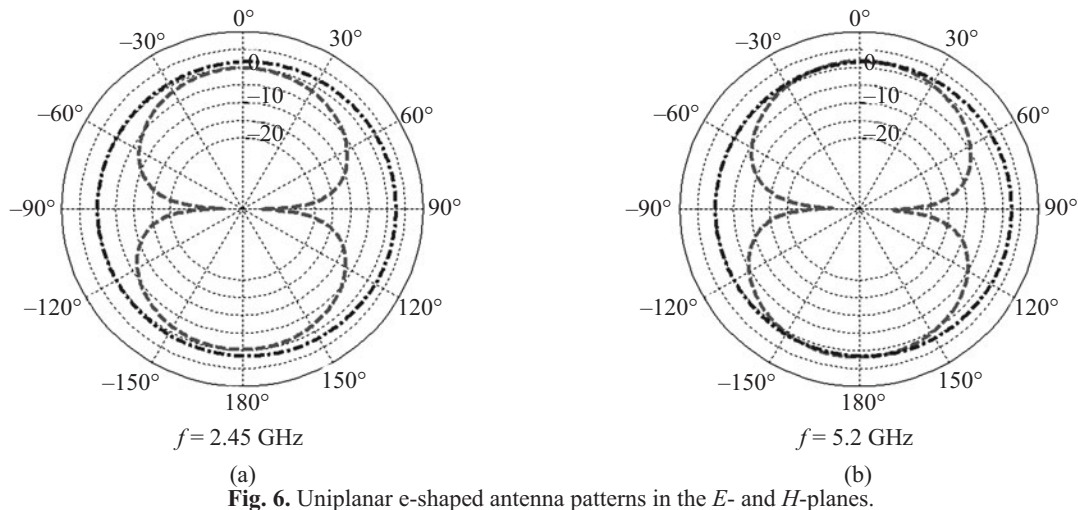 0° 0°
–30° 30° –30° 30°
0 0
–60° –10 60° –60° –10 60°
–20 –20
–90° 90° –90° 90°
–120° 120° –120° 120°
–150° 150° –150° 150°
180° 180°
f = 2.45 GHz f = 5.2 GHz
(a) (b)
Fig. 6. Uniplanar e-shaped antenna patterns in the E- and H-planes.